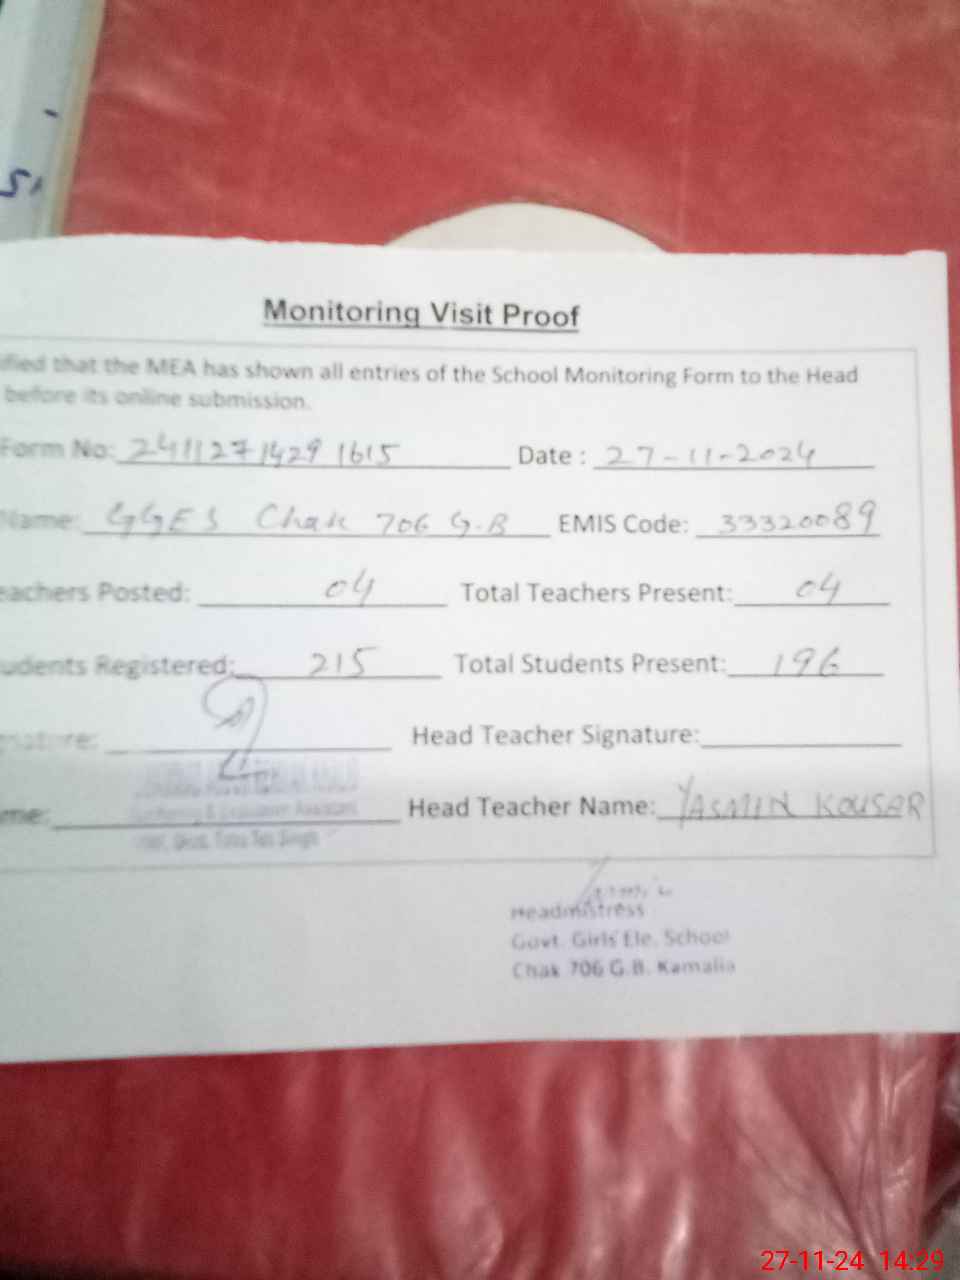 Monitoring Visit Proof
ified that the MEA has shown all entries of the School Monitoring Form to the Head
before its online submission.
Form No: 2411271429 1615 Date : 27-11-2024
Name: GGES Chak 706 G.B EMIS Code: 33320089
eachers Posted: 04 Total Teachers Present: 04
udents Registered: 215 Total Students Present: 196
Head Teacher Signature:
me: Head Teacher Name: YASMIN KOUSAR
Headmistress
Govt. Girls Ele. School
Chak 706 G.B. Kamalia
27-11-24 14:29